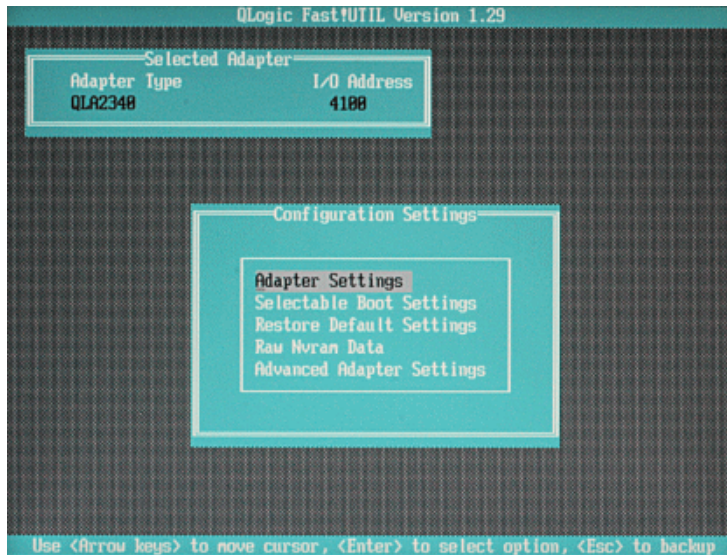 QLogic Fast!UTIL Version 1.29
Selected Adapter
Adapter Type I/O Address
QLA2340 4100
Configuration Settings
Adapter Settings
Selectable Boot Settings
Restore Default Settings
Raw Nvram Data
Advanced Adapter Settings
Use <Arrow keys> to move cursor, <Enter> to select option, <Esc> to backup